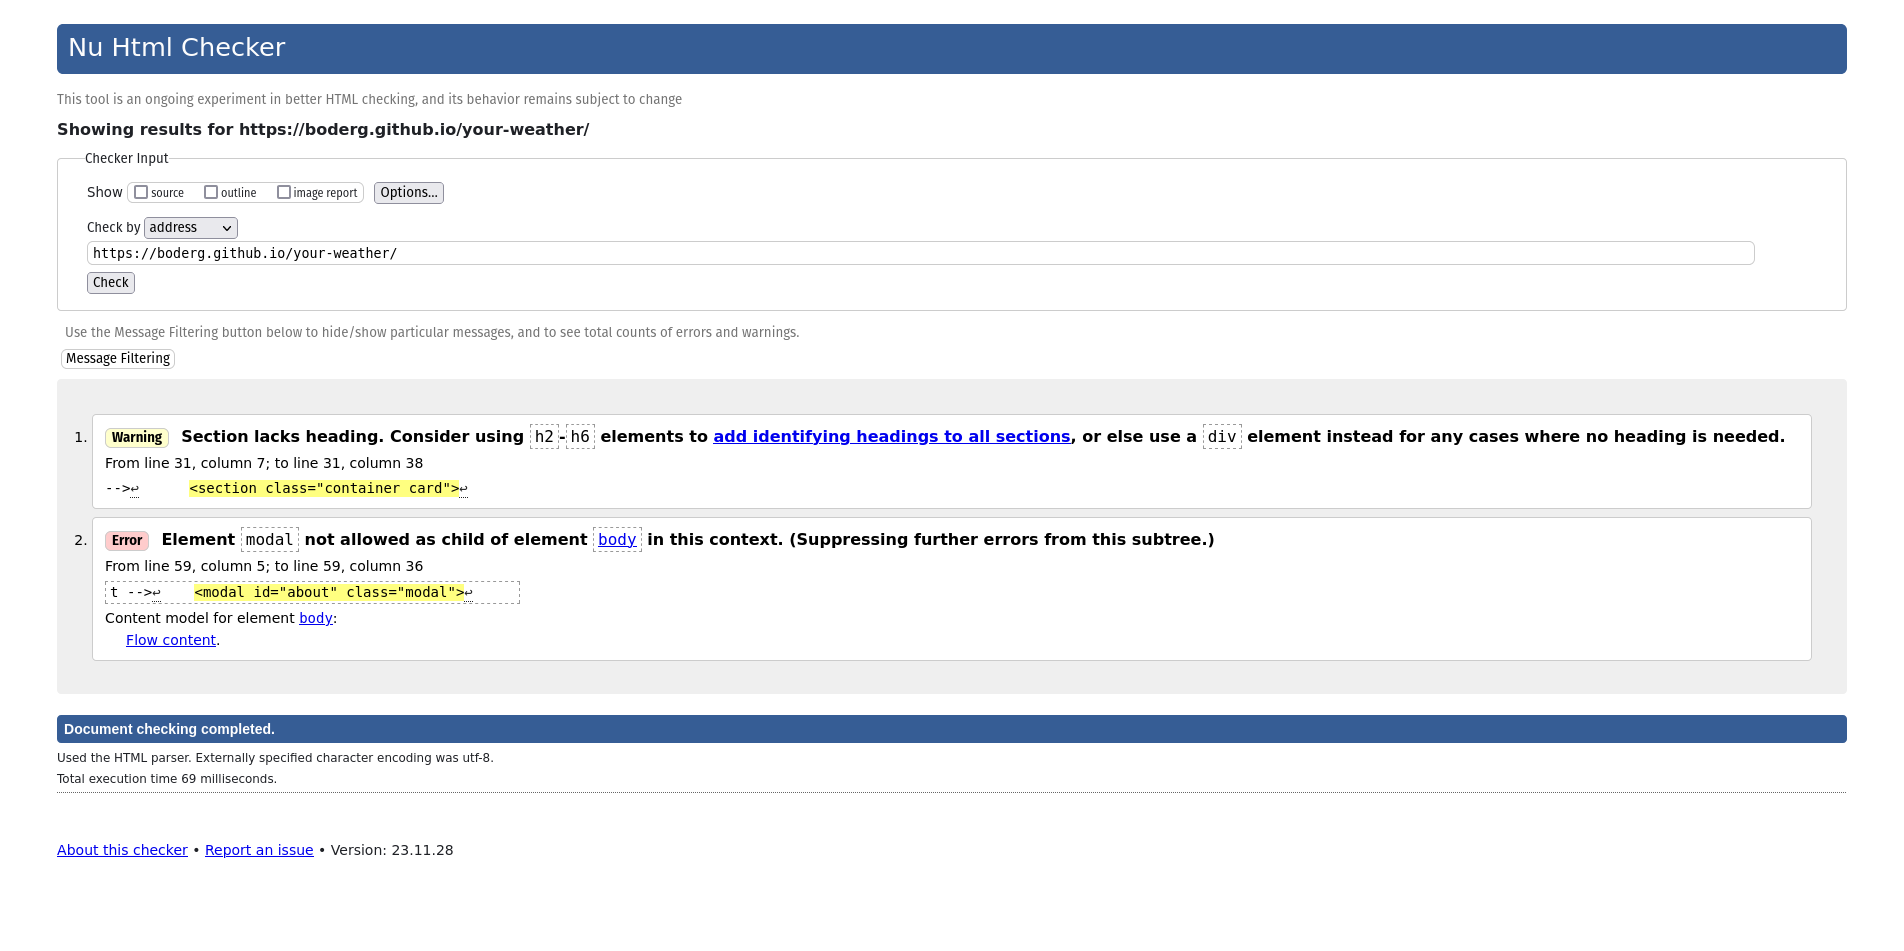 Nu Html Checker
This tool is an ongoing experiment in better HTML checking, and its behavior remains subject to change
Showing results for https://boderg.github.io/your-weather/
Checker Input
Show source outline image report Options...
Check by address
https://boderg.github.io/your-weather/
Check
Use the Message Filtering button below to hide/show particular messages, and to see total counts of errors and warnings.
Message Filtering
1. Warning Section lacks heading. Consider using h2-h6 elements to add identifying headings to all sections, or else use a div element instead for any cases where no heading is needed.
From line 31, column 7; to line 31, column 38
-->↩ <section class="container card">↩
2. Error Element modal not allowed as child of element body in this context. (Suppressing further errors from this subtree.)
From line 59, column 5; to line 59, column 36
t -->↩ <modal id="about" class="modal">↩
Content model for element body:
Flow content.
Document checking completed.
Used the HTML parser. Externally specified character encoding was utf-8.
Total execution time 69 milliseconds.
About this checker • Report an issue • Version: 23.11.28